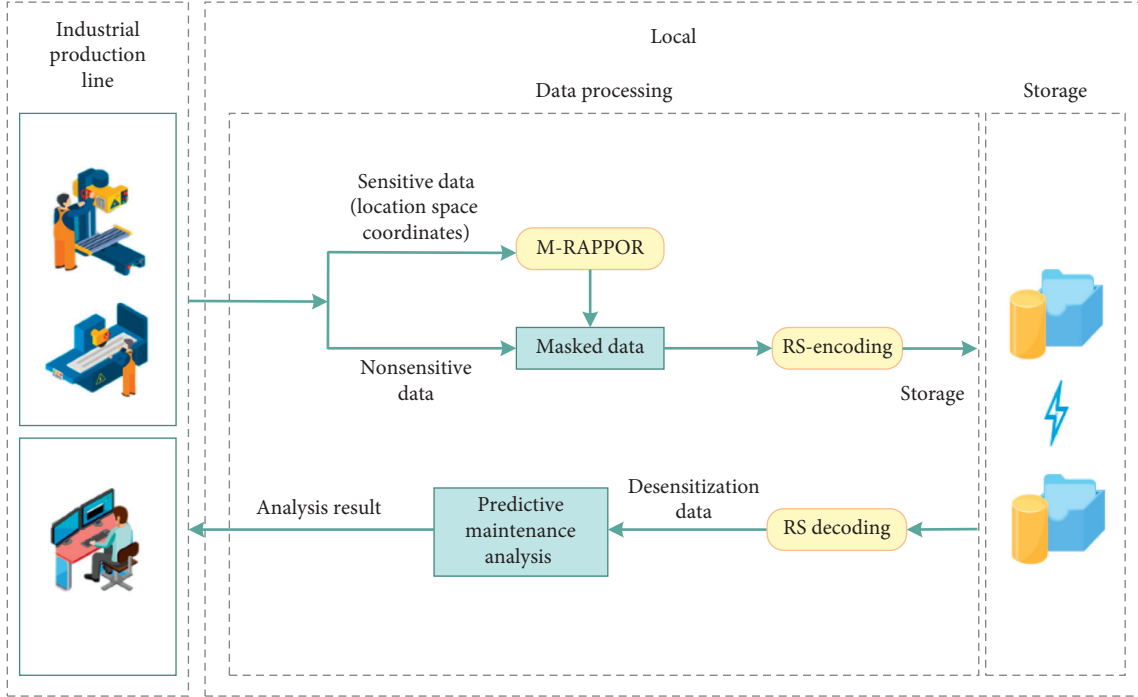 Industrial
production
line
Local
Data processing
Storage
Sensitive data
(location space
coordinates)
M-RAPPOR
Masked data
RS-encoding
Nonsensitive
data
Storage
Desensitization
data
Analysis result
Predictive
maintenance
analysis
RS decoding